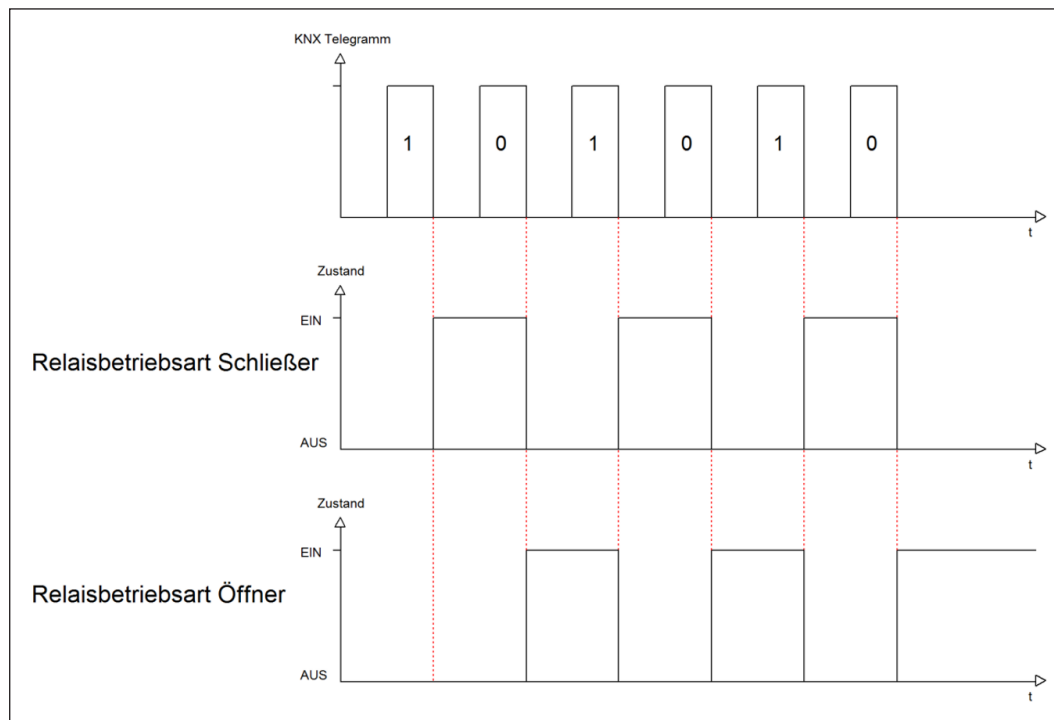 KNX Telegramm
1 0 1 0 1 0
t
Zustand
EIN
Relaisbetriebsart Schließer
AUS
t
Zustand
EIN
Relaisbetriebsart Öffner
AUS
t